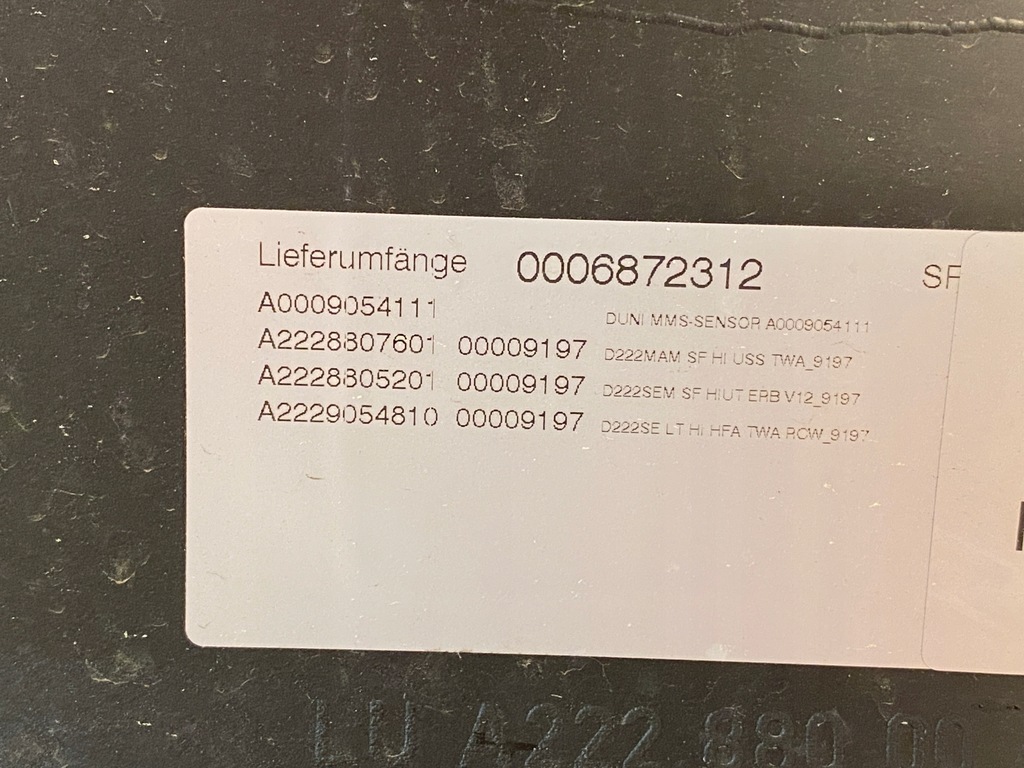 Lieferumfänge 0006872312 SF
A0009054111 DUNI MMS-SENSOR A0009054111
A2228807601 00009197 D222MAM SF HI USS TWA_9197
A2228805201 00009197 D222SEM SF HIUT ERB V12_9197
A2229054810 00009197 D222SE LT HI HFA TWA RCW_9197
LU A222 880 00